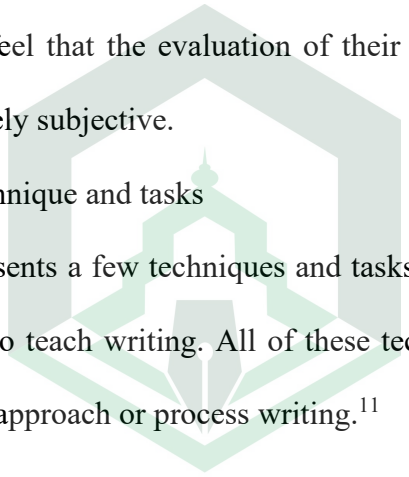 feel that the evaluation of their
ely subjective.
hnique and tasks
sents a few techniques and tasks
o teach writing. All of these tec
approach or process writing.11